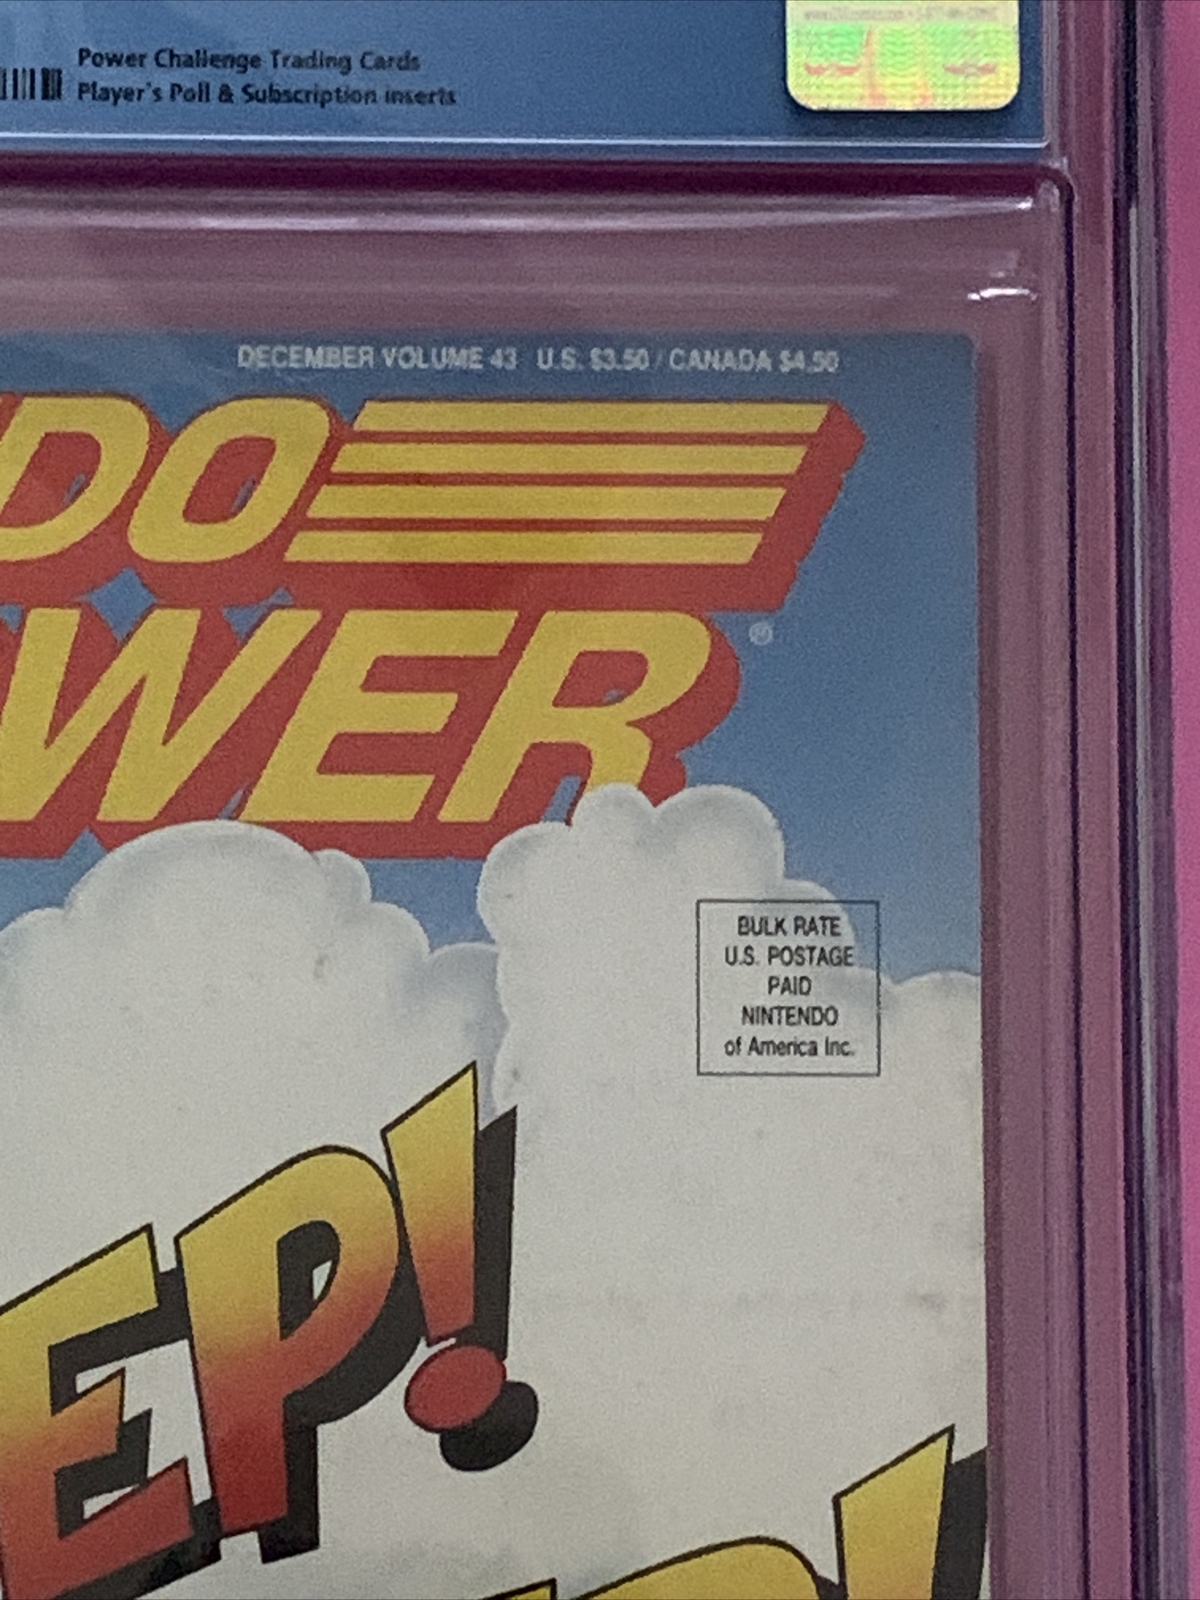 Power Challenge Trading Cards
Player's Poll & Subscription inserts
DECEMBER VOLUME 43 U.S. $3.50 / CANADA $4.50
DO
WER®
BULK RATE
U.S. POSTAGE
PAID
NINTENDO
of America Inc.
EP!
P!